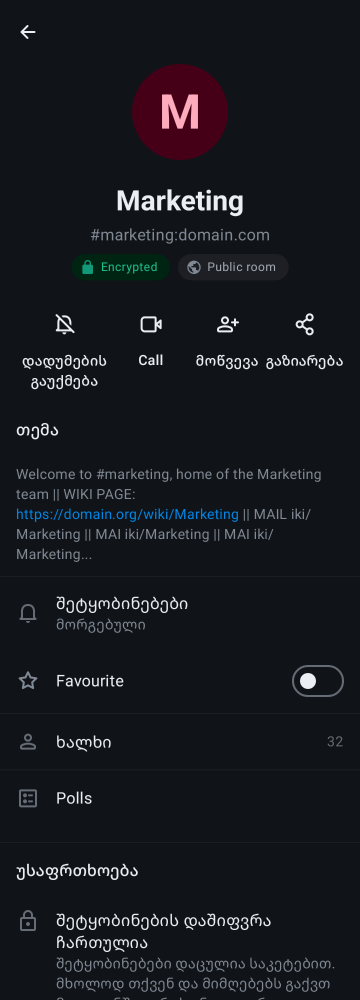 M
Marketing
#marketing:domain.com
Encrypted
Public room
დადუმების
გაუქმება
Call
მოწვევა
გაზიარება
თემა
Welcome to #marketing, home of the Marketing
team || WIKI PAGE:
https://domain.org/wiki/Marketing || MAIL iki/
Marketing || MAI iki/Marketing || MAI iki/
Marketing...
შეტყობინებები
მორგებული
Favourite
ხალხი
32
Polls
უსაფრთხოება
შეტყობინების დაშიფვრა
ჩართულია
შეტყობინებები დაცულია საკეტებით.
მხოლოდ თქვენ და მიმღებებს გაქვთ